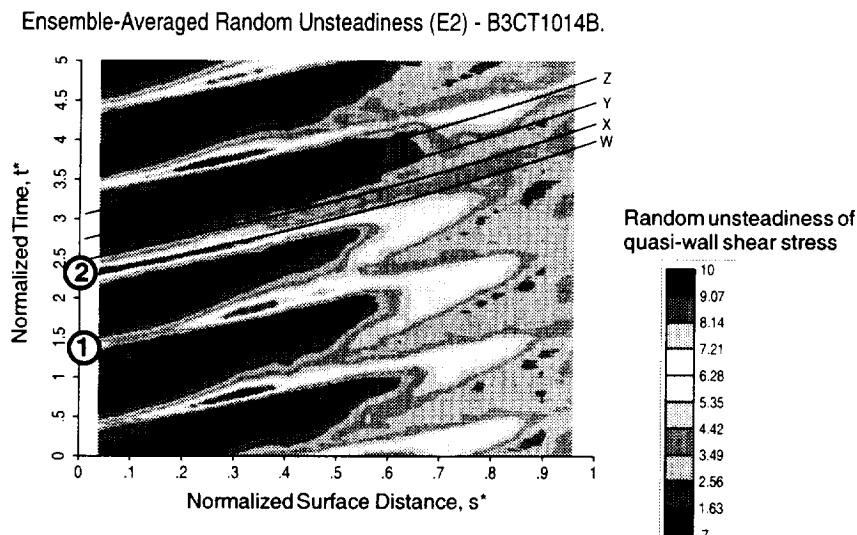 Ensemble-Averaged Random Unsteadiness (E2) - B3CT1014B.
Normalized Time, t*
5
4.5
4
3.5
3
2.5
2
1.5
1
.5
0
2
1
Z
Y
X
W
0 .1 .2 .3 .4 .5 .6 .7 .8 .9 1
Normalized Surface Distance, s*
Random unsteadiness of
quasi-wall shear stress
10
9.07
8.14
7.21
6.28
5.35
4.42
3.49
2.56
1.63
.7